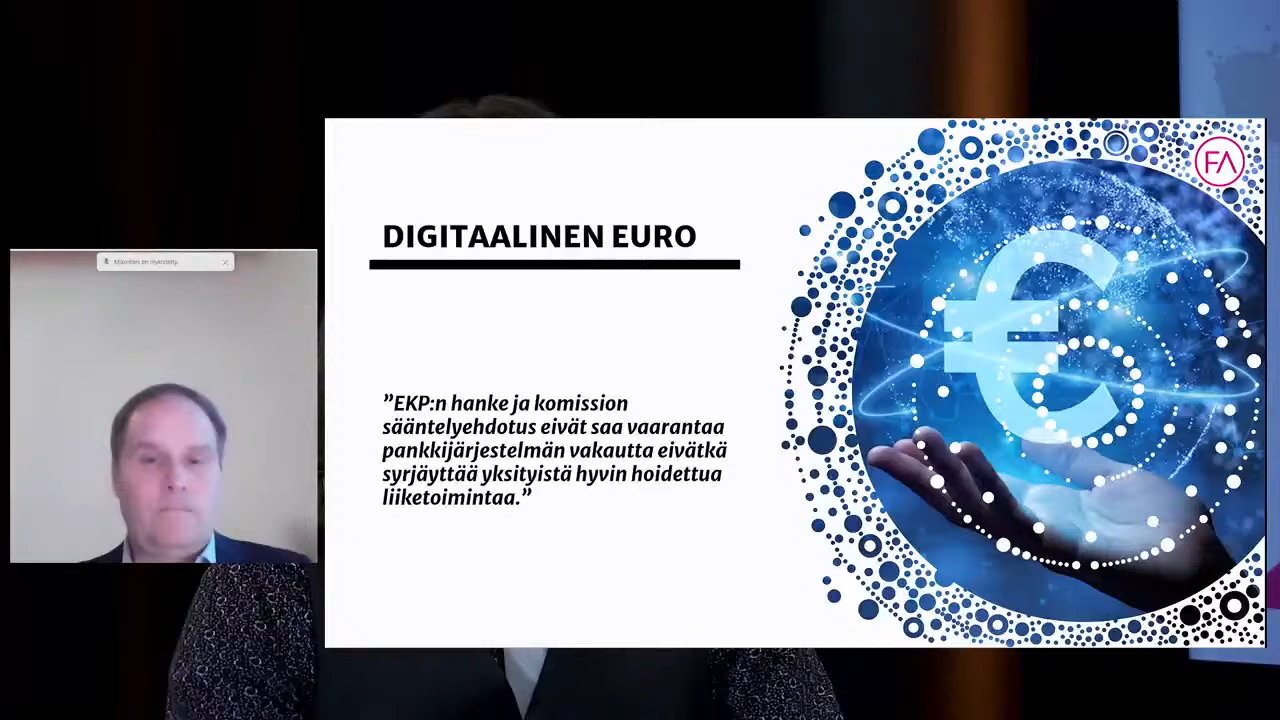 FA
DIGITAALINEN EURO
”EKP:n hanke ja komission
sääntelyehdotus eivät saa vaarantaa
pankkijärjestelmän vakautta eivätkä
syrjäyttää yksityistä hyvin hoidettua
liiketoimintaa.”